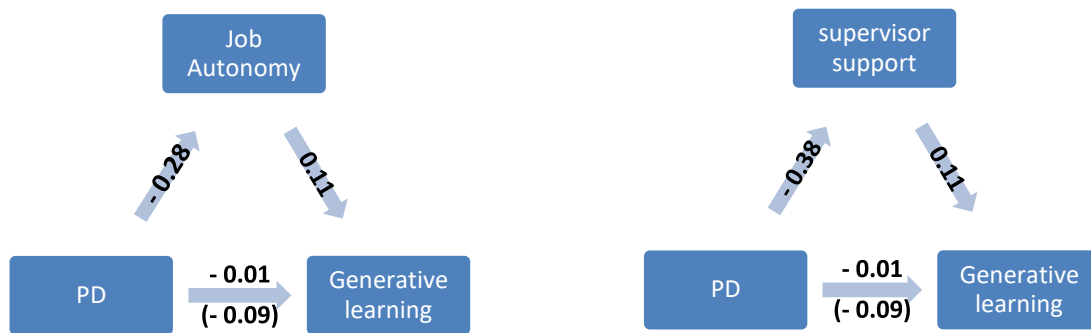 Job
Autonomy
- 0.28
0.11
PD
- 0.01
(- 0.09)
Generative
learning
supervisor
support
- 0.38
0.11
PD
- 0.01
(- 0.09)
Generative
learning